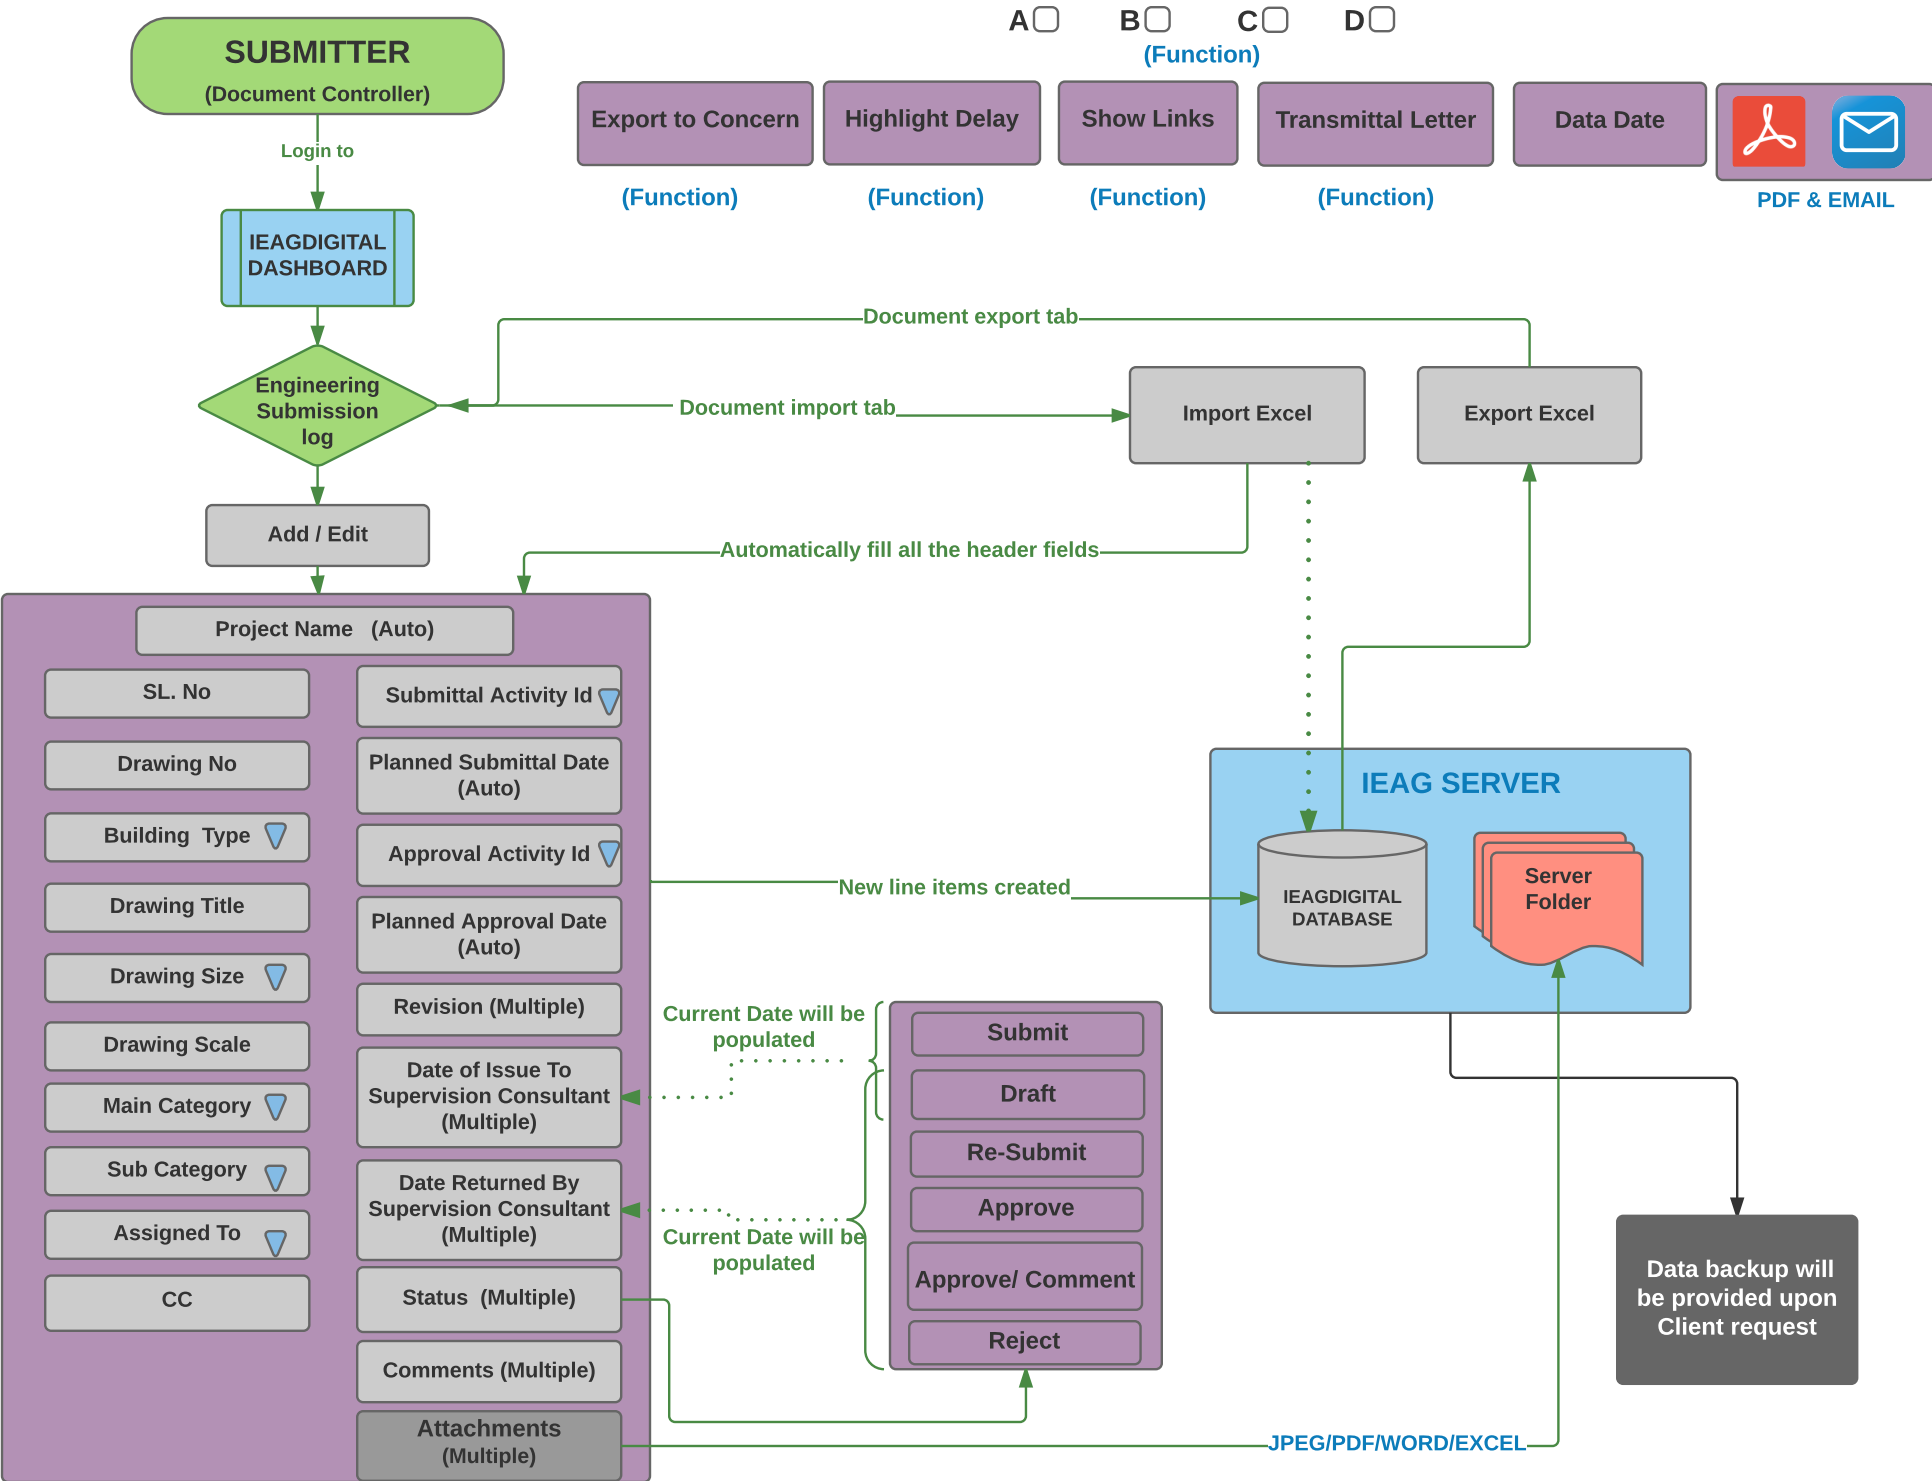 SUBMITTER
(Document Controller)
A
B
C
D
(Function)
Export to Concern
Highlight Delay
Show Links
Transmittal Letter
Data Date
(Function)
(Function)
(Function)
(Function)
PDF & EMAIL
Login to
IEAGDIGITAL
DASHBOARD
Document export tab
Engineering
Submission
log
Document import tab
Import Excel
Export Excel
Add / Edit
Automatically fill all the header fields
Project Name (Auto)
SL. No
Drawing No
Building Type
Drawing Title
Drawing Size
Drawing Scale
Main Category
Sub Category
Assigned To
CC
Submittal Activity Id
Planned Submittal Date
(Auto)
Approval Activity Id
Planned Approval Date
(Auto)
Revision (Multiple)
Date of Issue To
Supervision Consultant
(Multiple)
Date Returned By
Supervision Consultant
(Multiple)
Status (Multiple)
Comments (Multiple)
Attachments
(Multiple)
New line items created
IEAG SERVER
IEAGDIGITAL
DATABASE
Server
Folder
Current Date will be
populated
Current Date will be
populated
Submit
Draft
Re-Submit
Approve
Approve/ Comment
Reject
JPEG/PDF/WORD/EXCEL
Data backup will
be provided upon
Client request